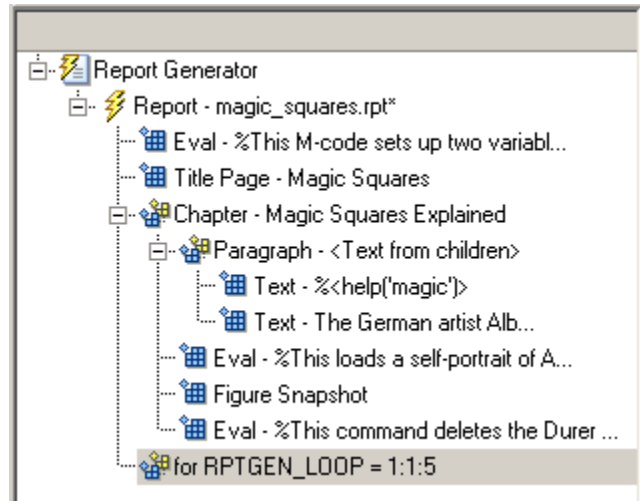 Report Generator
Report - magic_squares.rpt*
Eval - %This M-code sets up two variabl...
Title Page - Magic Squares
Chapter - Magic Squares Explained
Paragraph - <Text from children>
Text - %<help('magic')>
Text - The German artist Alb...
Eval - %This loads a self-portrait of A...
Figure Snapshot
Eval - %This command deletes the Durer ...
for RPTGEN_LOOP = 1:1:5